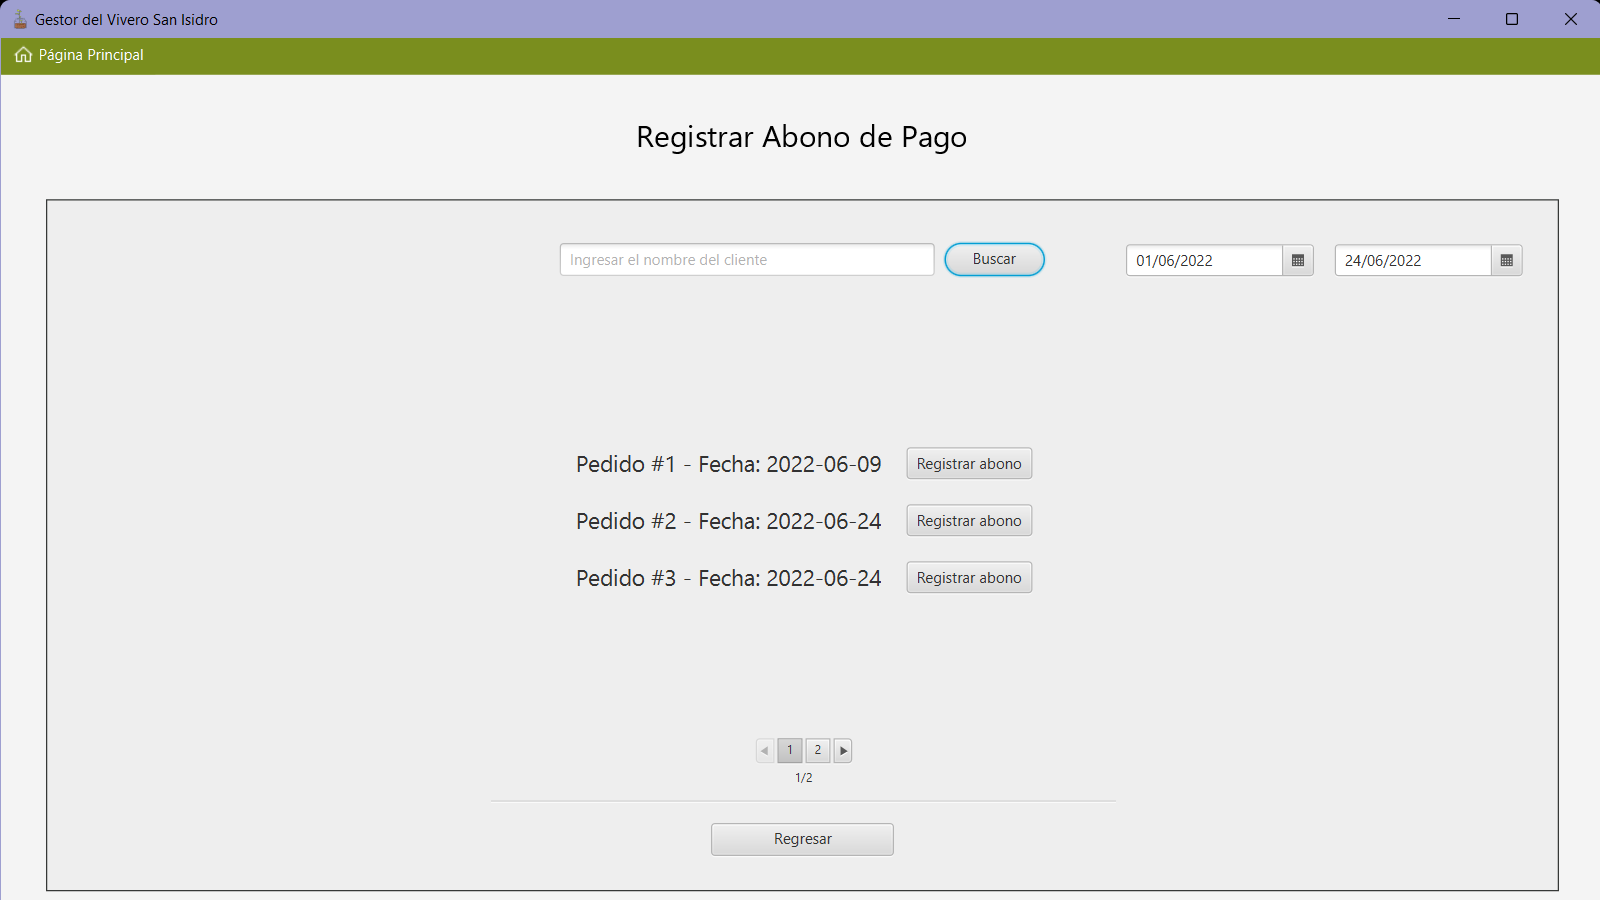 Gestor del Vivero San Isidro
Página Principal
Registrar Abono de Pago
Ingresar el nombre del cliente
Buscar
01/06/2022
24/06/2022
Pedido #1 - Fecha: 2022-06-09
Registrar abono
Pedido #2 - Fecha: 2022-06-24
Registrar abono
Pedido #3 - Fecha: 2022-06-24
Registrar abono
1
2
1/2
Regresar